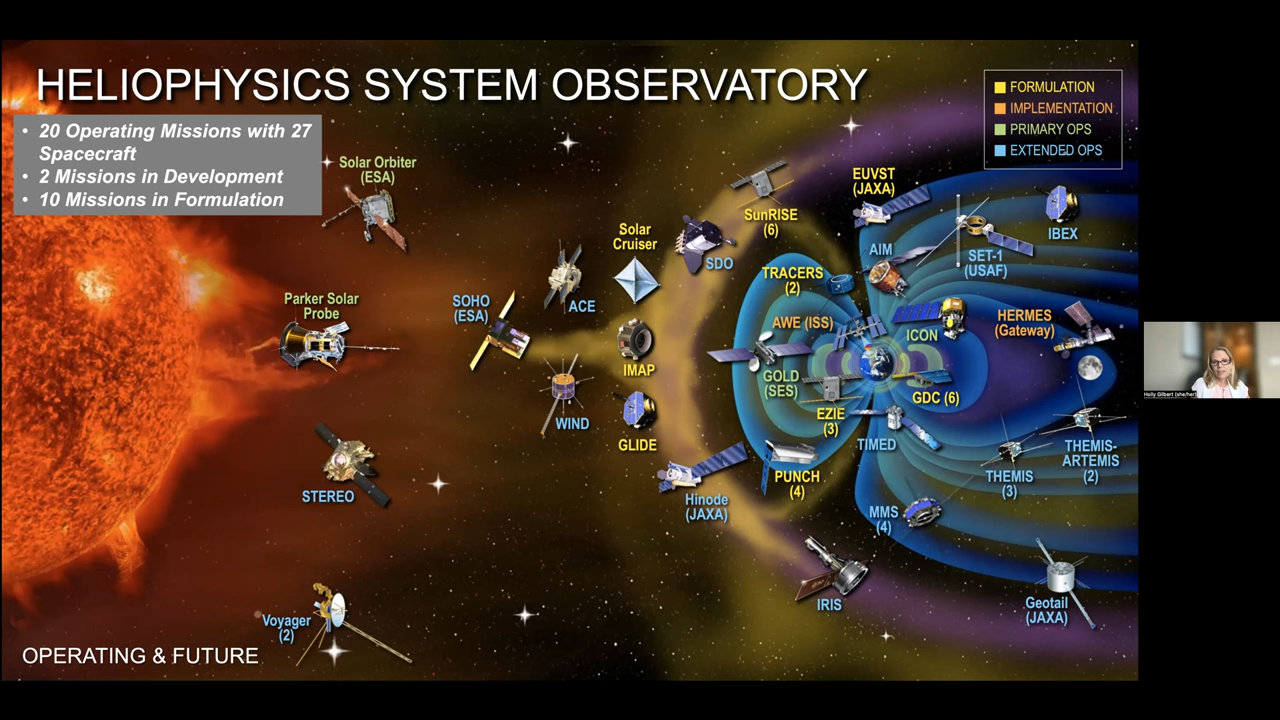 HELIOPHYSICS SYSTEM OBSERVATORY
• 20 Operating Missions with 27
Spacecraft
• 2 Missions in Development
• 10 Missions in Formulation
FORMULATION
IMPLEMENTATION
PRIMARY OPS
EXTENDED OPS
Solar Orbiter
(ESA)
Parker Solar
Probe
STEREO
Voyager
(2)
SOHO
(ESA)
ACE
WIND
Solar
Cruiser
IMAP
GLIDE
SDO
Hinode
(JAXA)
SunRISE
(6)
TRACERS
(2)
AWE (ISS)
GOLD
(SES)
EZIE
(3)
PUNCH
(4)
IRIS
EUVST
(JAXA)
AIM
ICON
GDC (6)
TIMED
MMS
(4)
SET-1
(USAF)
IBEX
HERMES
(Gateway)
THEMIS
(3)
THEMIS-
ARTEMIS
(2)
Geotail
(JAXA)
OPERATING & FUTURE
Holly Gilbert (she/her)